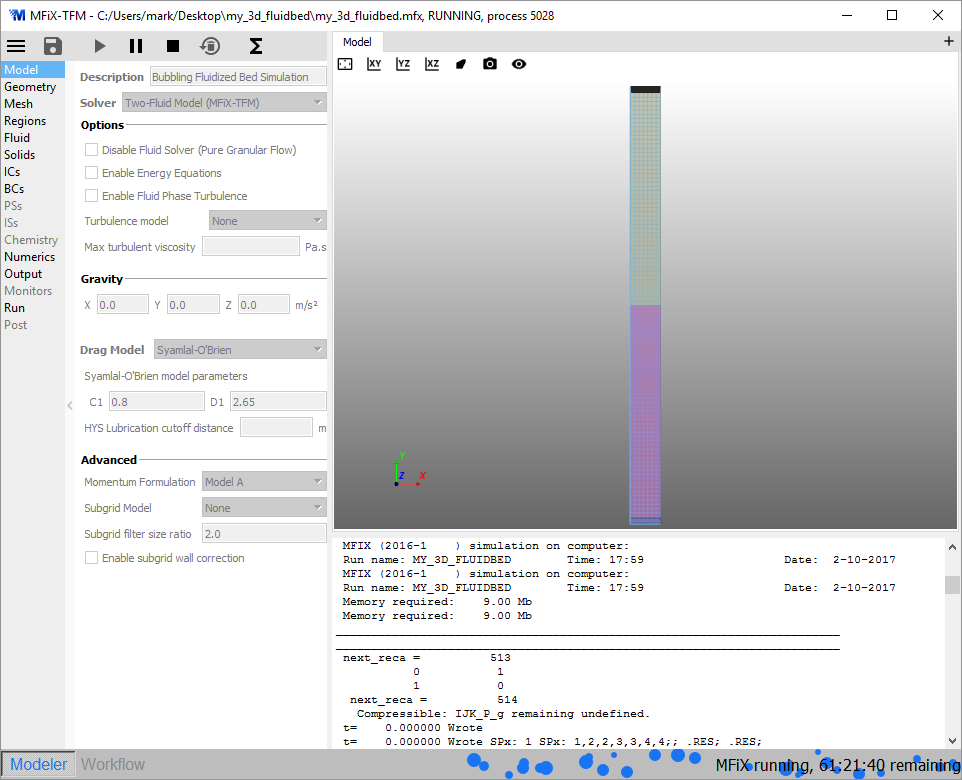 MFiX-TFM - C:/Users/mark/Desktop\my_3d_fluidbed\my_3d_fluidbed.mfx, RUNNING, process 5028
Model
Geometry
Mesh
Regions
Fluid
Solids
ICs
BCs
PSs
ISs
Chemistry
Numerics
Output
Monitors
Run
Post
Description Bubbling Fluidized Bed Simulation
Solver Two-Fluid Model (MFiX-TFM)
Options
Disable Fluid Solver (Pure Granular Flow)
Enable Energy Equations
Enable Fluid Phase Turbulence
Turbulence model None
Max turbulent viscosity Pa.s
Gravity
X 0.0 Y 0.0 Z 0.0 m/s²
Drag Model Syamlal-O'Brien
Syamlal-O'Brien model parameters
C1 0.8 D1 2.65
HYS Lubrication cutoff distance m
Advanced
Momentum Formulation Model A
Subgrid Model None
Subgrid filter size ratio 2.0
Enable subgrid wall correction
Model
XY YZ XZ
Y
Z X
MFIX (2016-1 ) simulation on computer:
Run name: MY_3D_FLUIDBED Time: 17:59 Date: 2-10-2017
MFIX (2016-1 ) simulation on computer:
Run name: MY_3D_FLUIDBED Time: 17:59 Date: 2-10-2017
Memory required: 9.00 Mb
Memory required: 9.00 Mb
next_reca = 513
0 1
1 0
next_reca = 514
Compressible: IJK_P_g remaining undefined.
t= 0.000000 Wrote
t= 0.000000 Wrote SPx: 1 SPx: 1,2,2,3,3,4,4;; .RES; .RES;
Modeler Workflow
MFiX running, 61:21:40 remaining